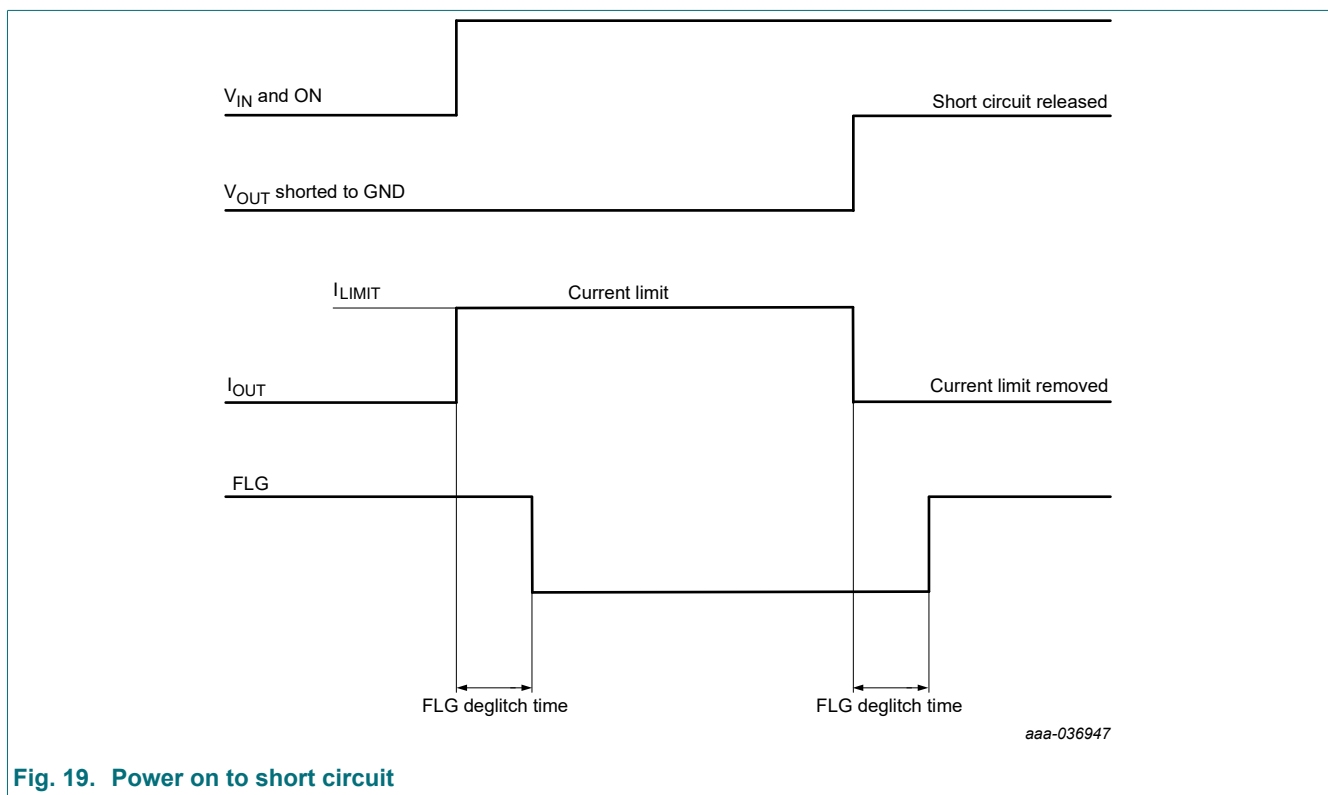 V_IN and ON
Short circuit released
V_OUT shorted to GND
I_LIMIT
Current limit
I_OUT
Current limit removed
FLG
FLG deglitch time
FLG deglitch time
aaa-036947
Fig. 19. Power on to short circuit